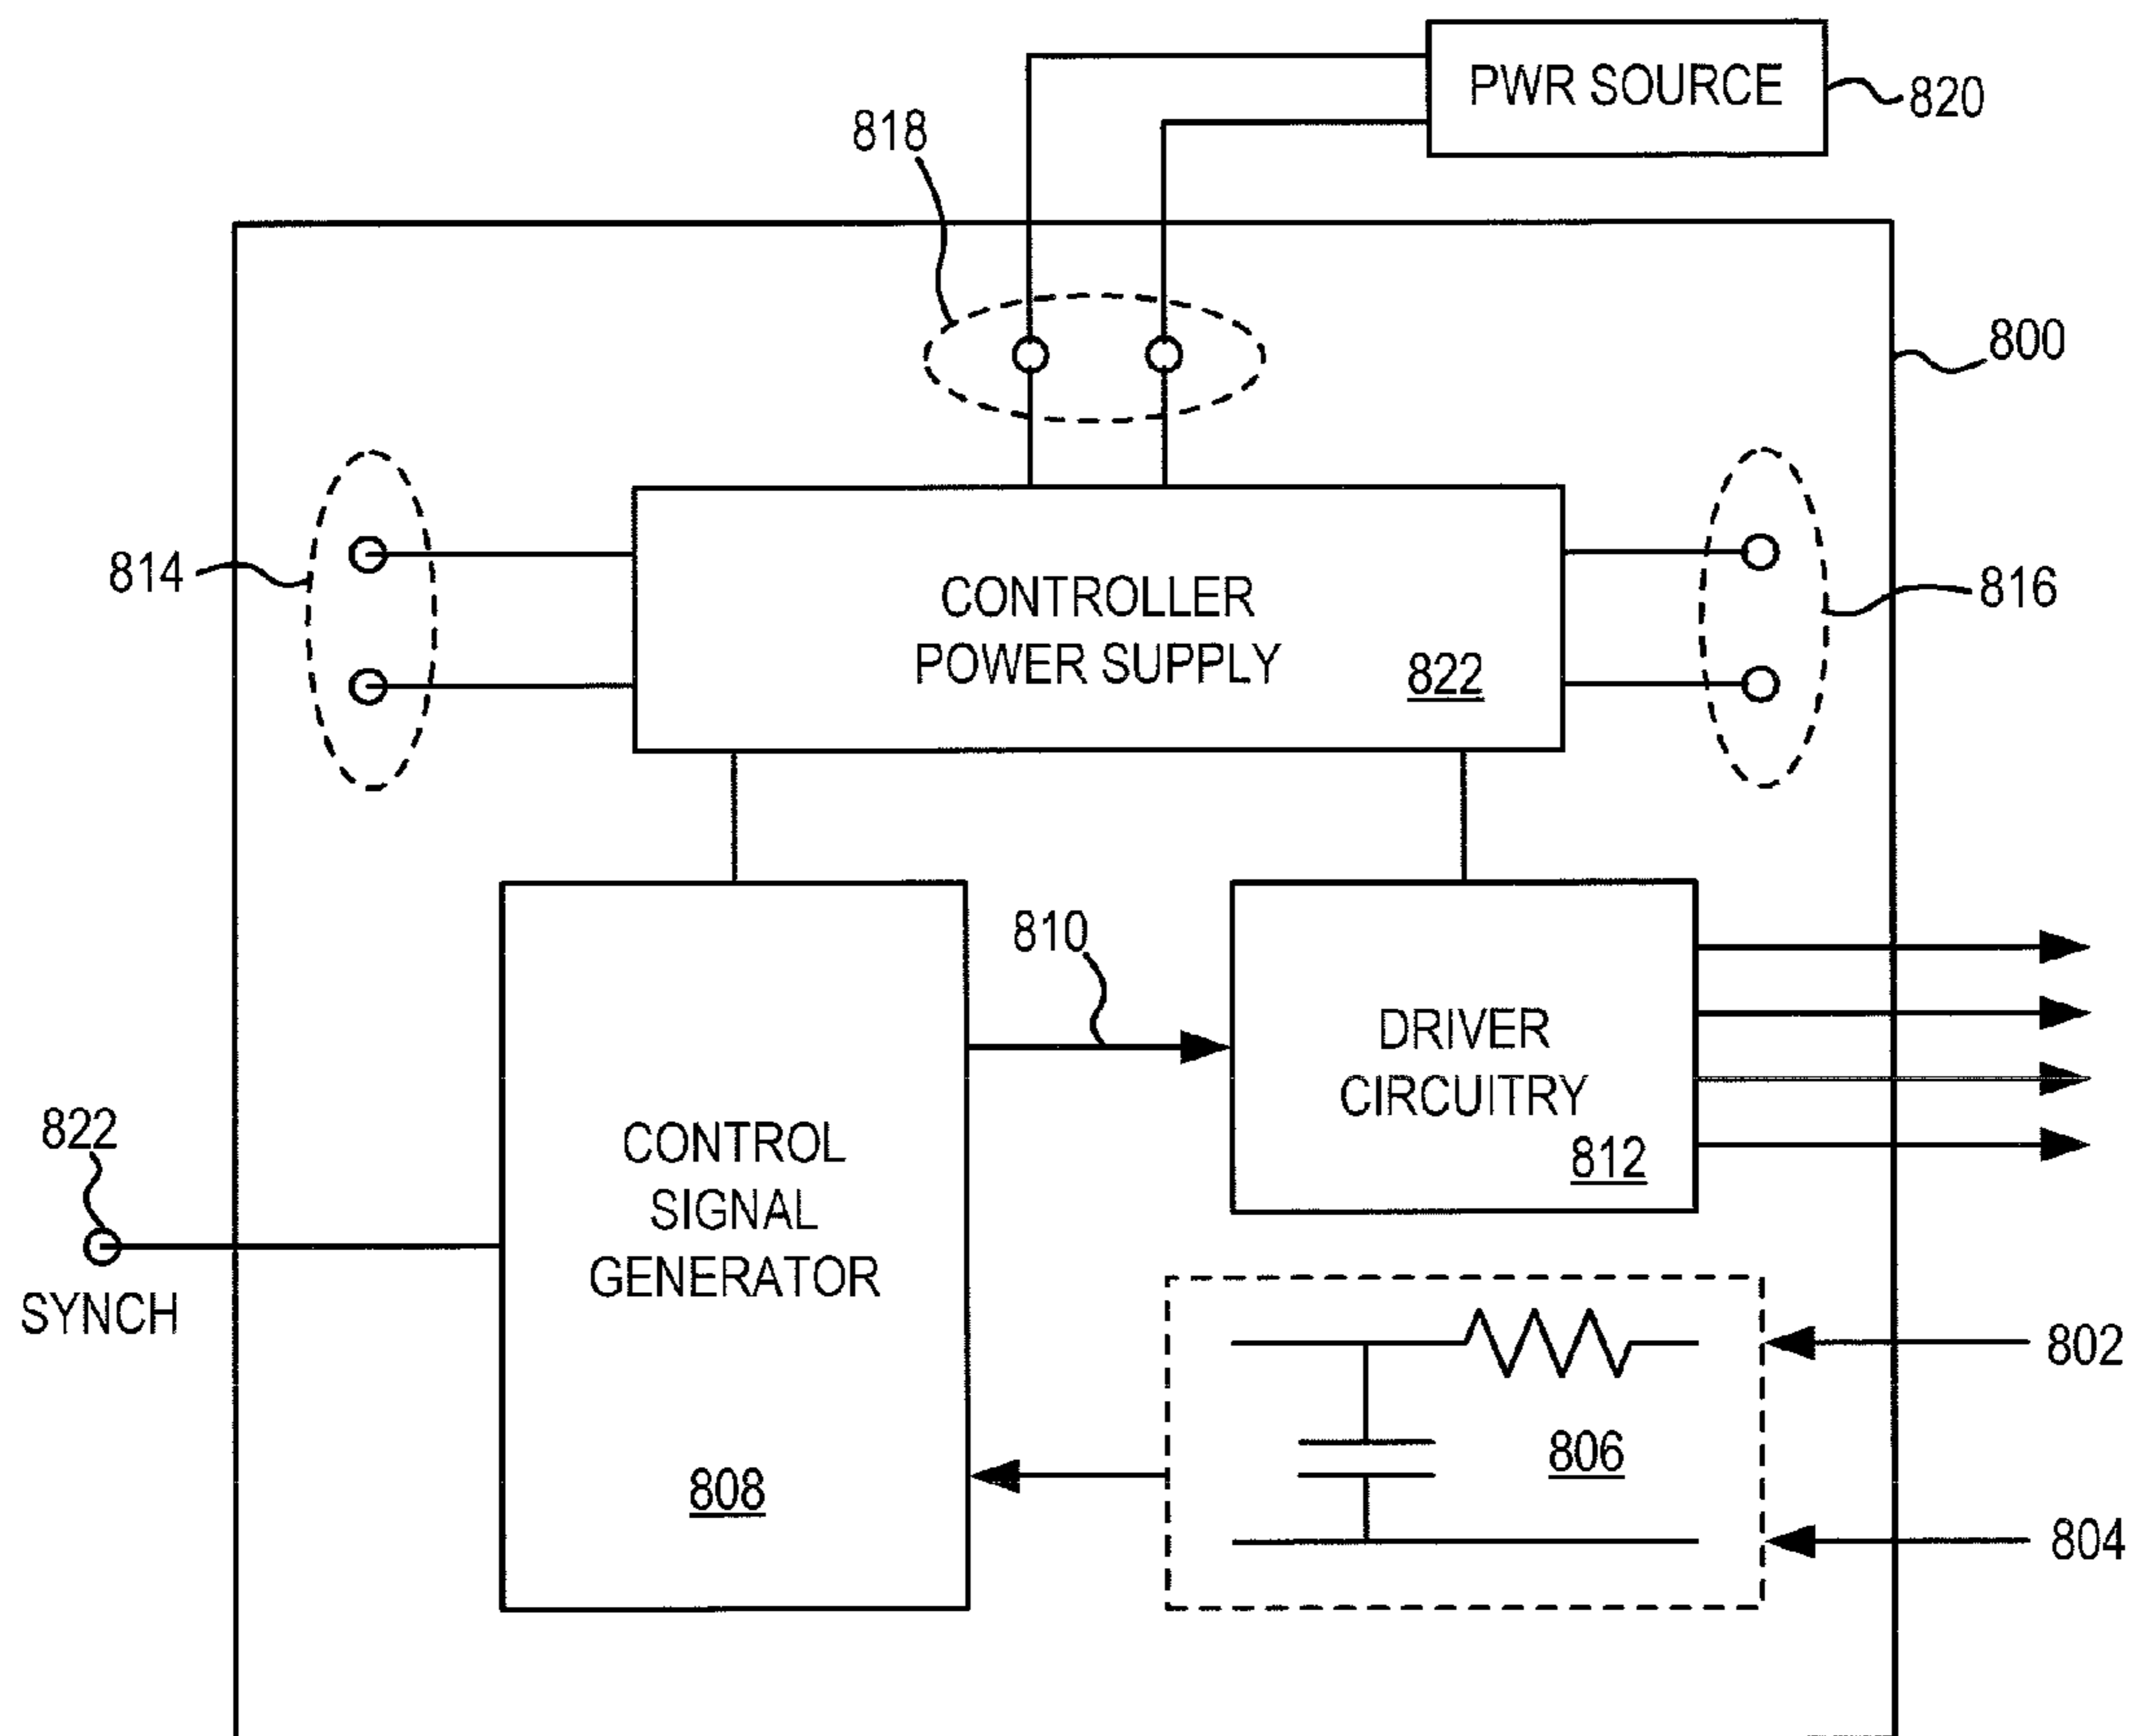 PWR SOURCE
820
818
800
814
CONTROLLER
POWER SUPPLY
822
816
810
DRIVER
CIRCUITRY
812
822
SYNCH
CONTROL
SIGNAL
GENERATOR
808
802
806
804